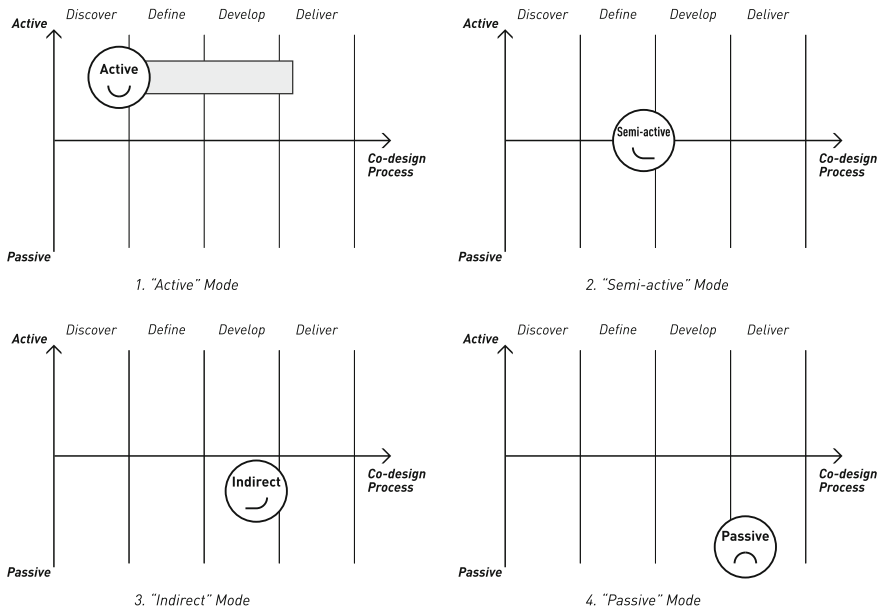 Active
Discover Define Develop Deliver
Active
Co-design
Process
Passive
1. “Active” Mode
Active
Discover Define Develop Deliver
Semi-active
Co-design
Process
Passive
2. “Semi-active” Mode
Active
Discover Define Develop Deliver
Indirect
Co-design
Process
Passive
3. “Indirect” Mode
Active
Discover Define Develop Deliver
Co-design
Process
Passive
Passive
4. “Passive” Mode